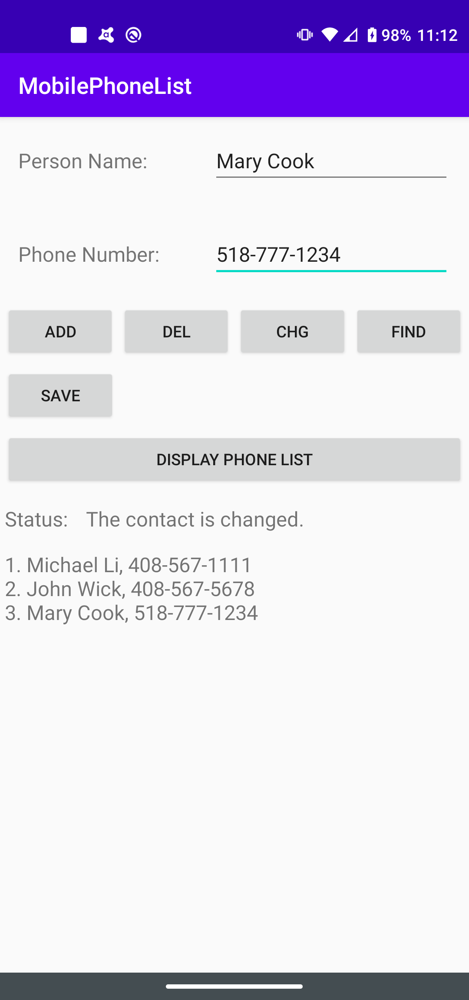 98% 11:12
MobilePhoneList
Person Name: Mary Cook
Phone Number: 518-777-1234
ADD DEL CHG FIND
SAVE
DISPLAY PHONE LIST
Status: The contact is changed.
1. Michael Li, 408-567-1111
2. John Wick, 408-567-5678
3. Mary Cook, 518-777-1234